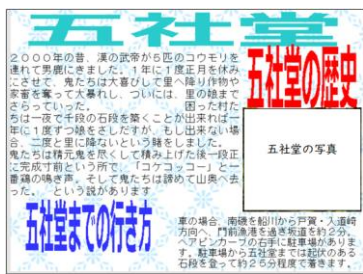 五社堂
2000年の昔、漢の武帝が5匹のコウモリを
連れて男鹿にきました。1年に1度正月を休み
にさせて、鬼たちは大喜びして里へ降り作物や
家畜を奪って大暴れし、ついには、里の娘まで
さらっていった。 困った村た
ちは一夜で千段の石段を築くことが出来れば一
年に1度ずつ娘をさしだすが、もし出来ない場
合、二度と里に降ないという賭をしました。
鬼たちは精元鬼を尽くして積み上げた後一段正
に完成寸前という所で、「コケコッコー」と一
番鶏の鳴き声、そして鬼たちは諦めて山奥へ去
った。 という説があります
五社堂の歴史
五社堂の写真
五社堂までの行き方
車の場合、南磯を船川から戸賀・入道崎
方向へ、門前漁港を過ぎ坂道を約2分。
ヘアピンカーブの右手に駐車場がありま
す。駐車場から五社堂までは起伏のある
石段を登って約25分程度で着きます。